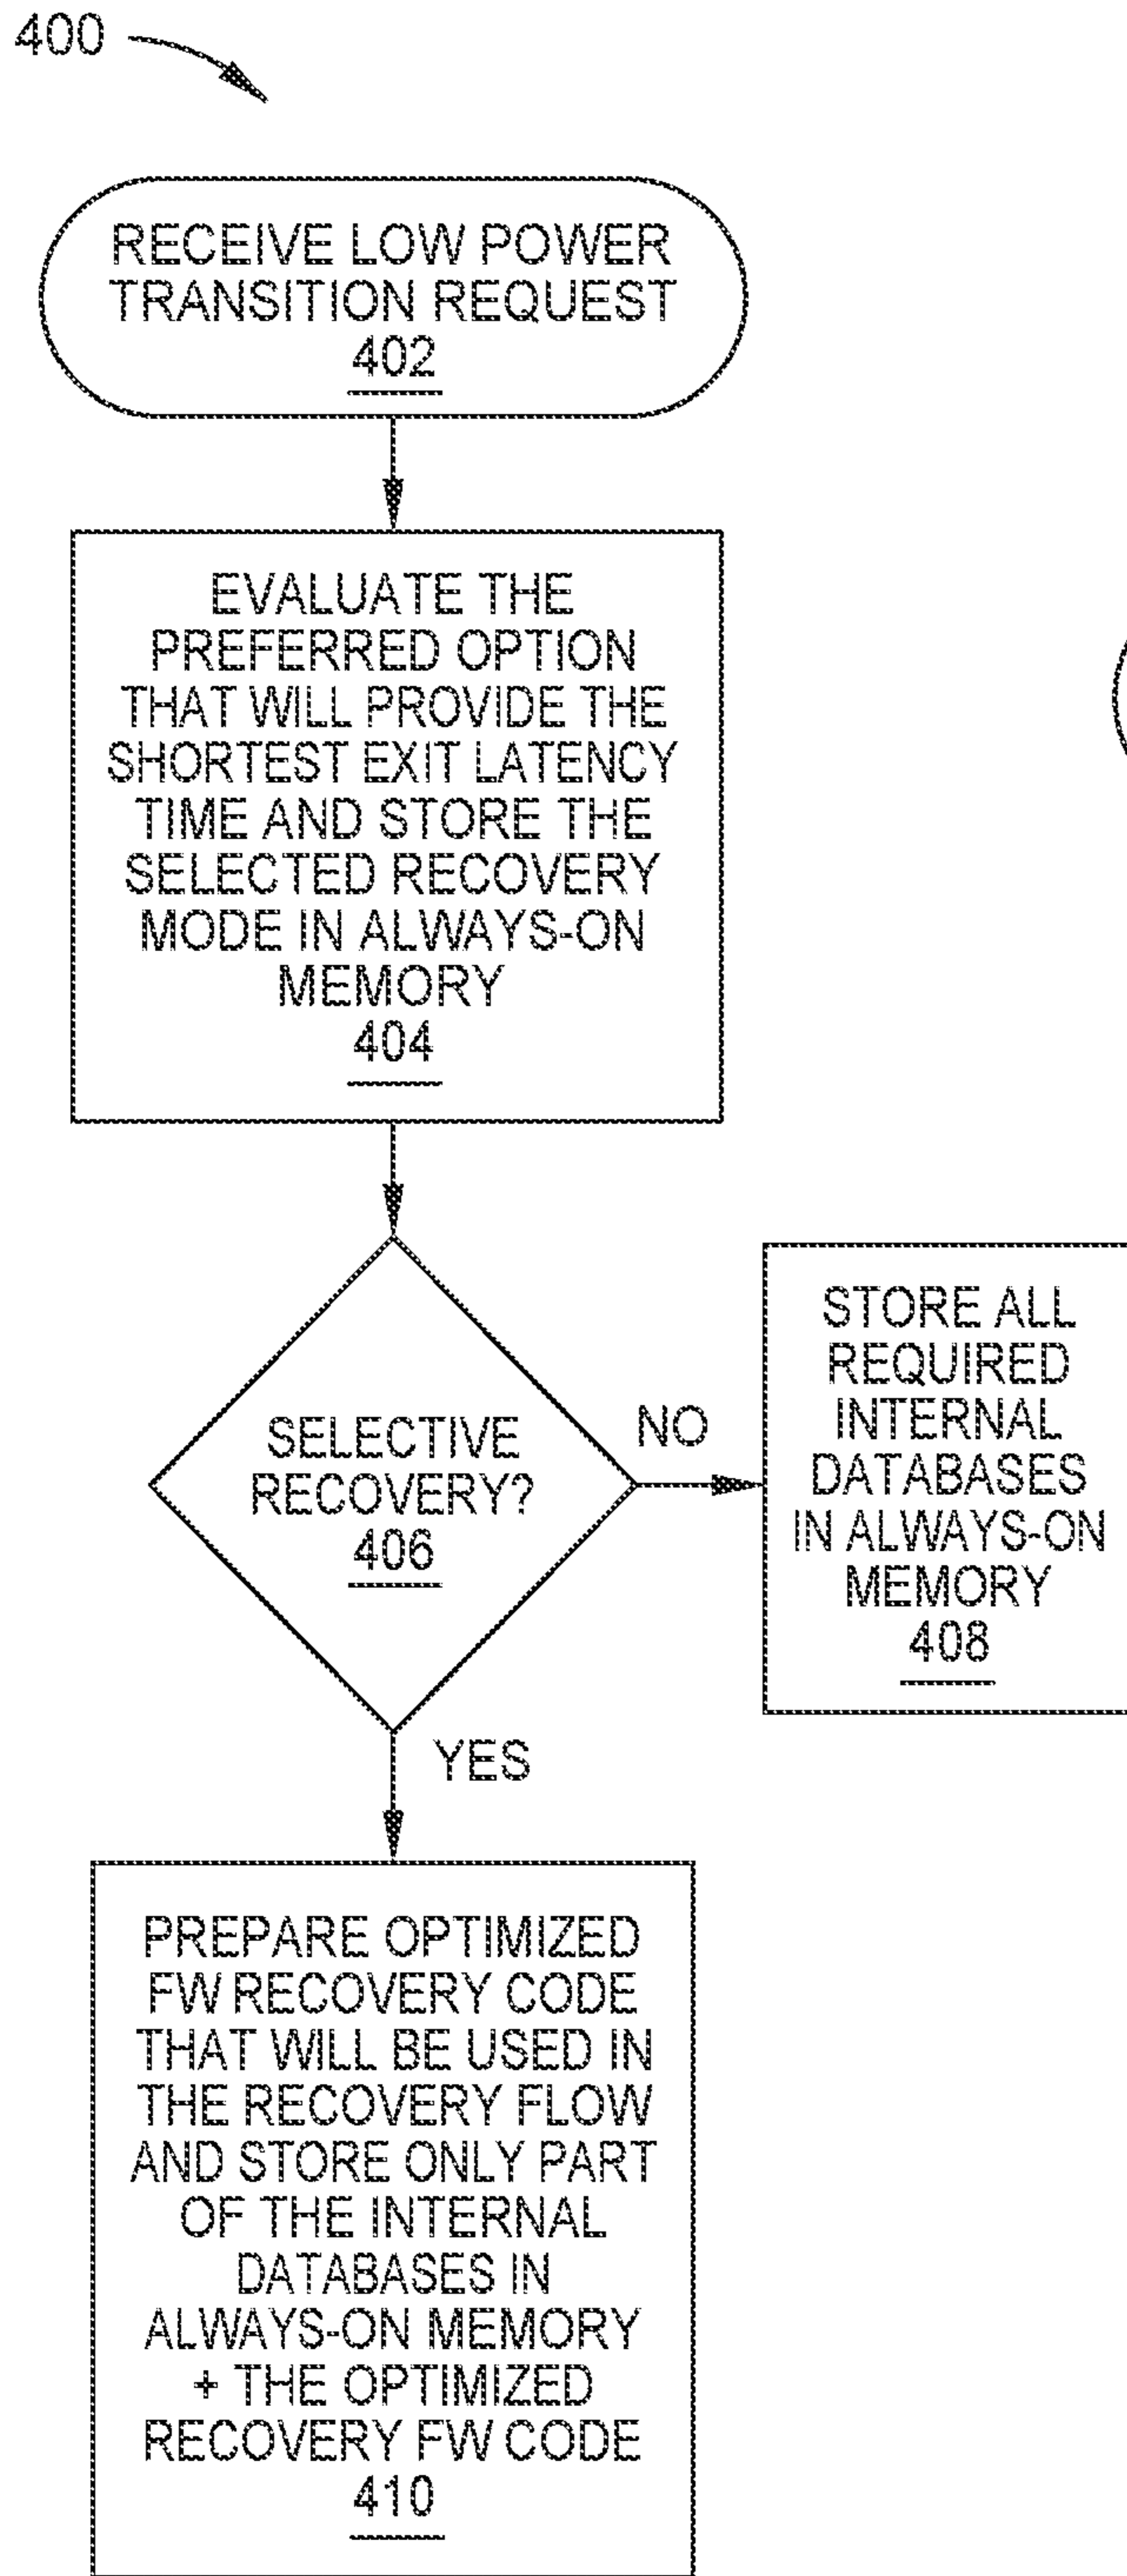 400
RECEIVE LOW POWER
TRANSITION REQUEST
402
EVALUATE THE
PREFERRED OPTION
THAT WILL PROVIDE THE
SHORTEST EXIT LATENCY
TIME AND STORE THE
SELECTED RECOVERY
MODE IN ALWAYS-ON
MEMORY
404
SELECTIVE
RECOVERY?
406
NO
STORE ALL
REQUIRED
INTERNAL
DATABASES
IN ALWAYS-ON
MEMORY
408
YES
PREPARE OPTIMIZED
FW RECOVERY CODE
THAT WILL BE USED IN
THE RECOVERY FLOW
AND STORE ONLY PART
OF THE INTERNAL
DATABASES IN
ALWAYS-ON MEMORY
+ THE OPTIMIZED
RECOVERY FW CODE
410